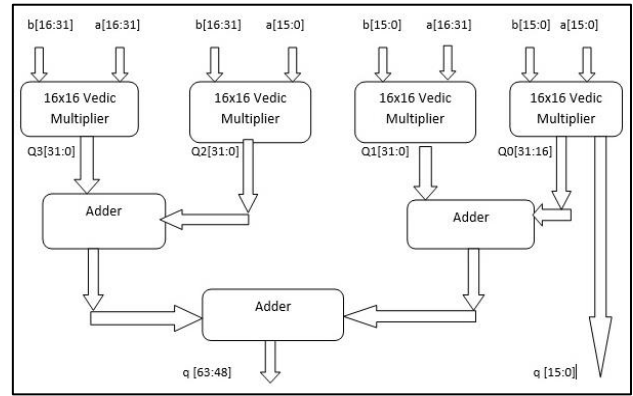 b[16:31] a[16:31] b[16:31] a[15:0] b[15:0] a[16:31] b[15:0] a[15:0]
16x16 Vedic
Multiplier
16x16 Vedic
Multiplier
16x16 Vedic
Multiplier
16x16 Vedic
Multiplier
Q3[31:0] Q2[31:0] Q1[31:0] Q0[31:16]
Adder
Adder
Adder
q [63:48] q [15:0]